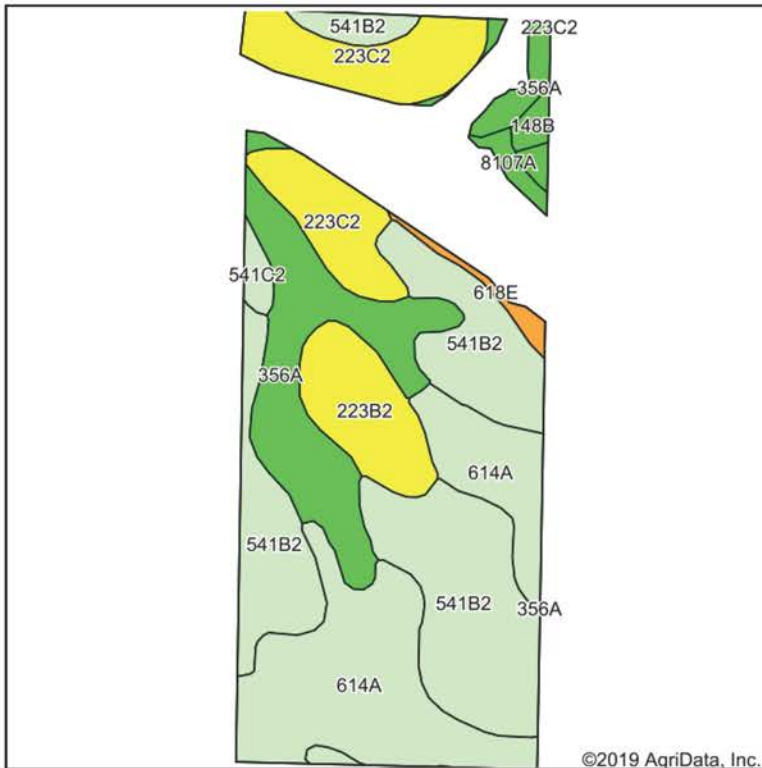 541B2
223C2
223C2
356A
148B
8107A
223C2
541C2
618E
541B2
356A
223B2
614A
541B2
541B2
356A
614A
©2019 AgriData, Inc.